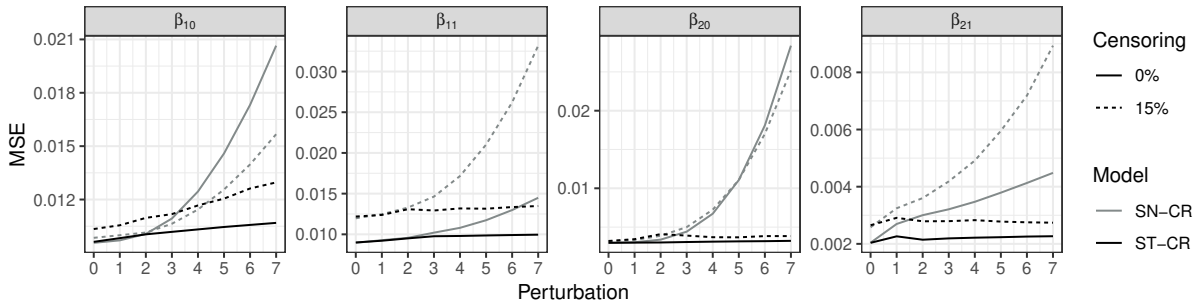 β10
β11
β20
β21
MSE
0.021
0.018
0.015
0.012
0.030
0.025
0.020
0.015
0.010
0.02
0.01
0.008
0.006
0.004
0.002
0 1 2 3 4 5 6 7
0 1 2 3 4 5 6 7
0 1 2 3 4 5 6 7
0 1 2 3 4 5 6 7
Perturbation
Censoring
0%
15%
Model
SN−CR
ST−CR